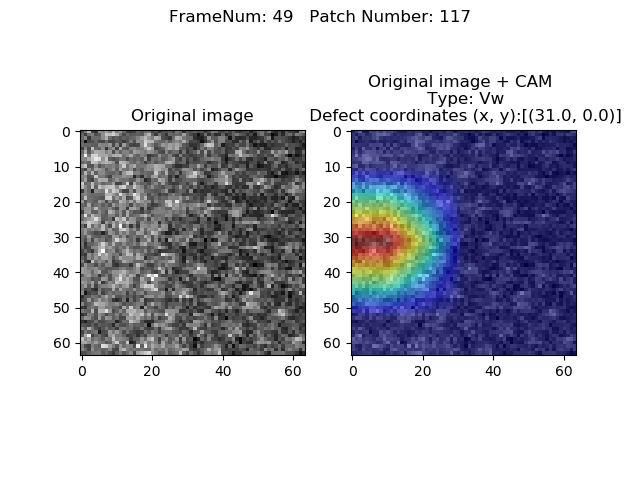 FrameNum: 49   Patch Number: 117
Original image
Original image + CAM
Type: Vw
Defect coordinates (x, y):[(31.0, 0.0)]
0
10
20
30
40
50
60
0 20 40 60
0
10
20
30
40
50
60
0 20 40 60